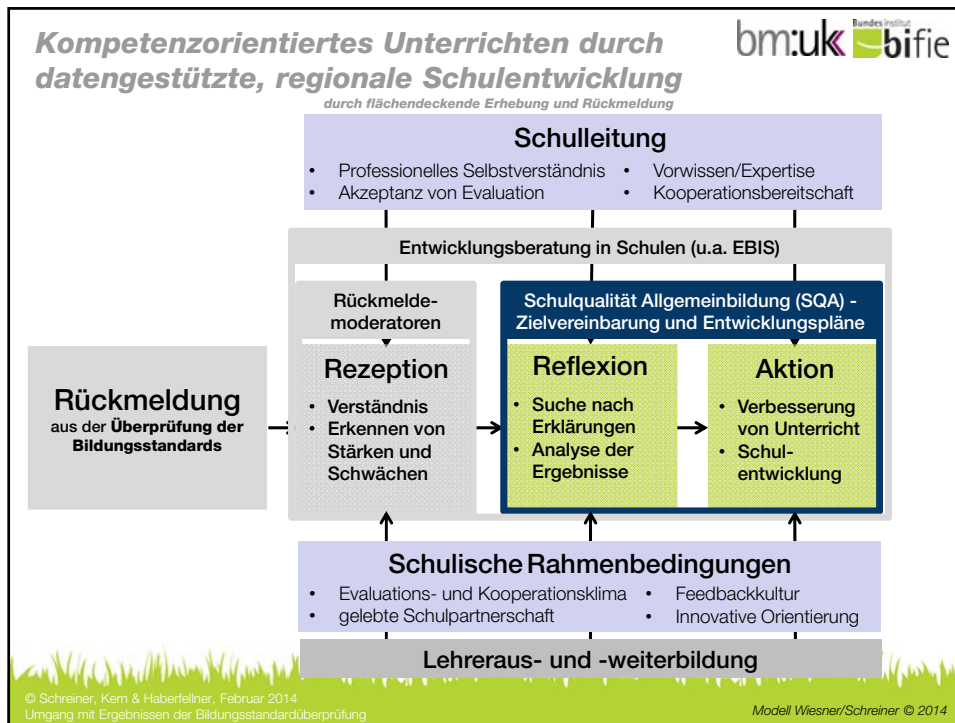 Kompetenzorientiertes Unterrichten durch
datengestützte, regionale Schulentwicklung
durch flächendeckende Erhebung und Rückmeldung
bm:uk
Bundesinstitut
bifie
Schulleitung
• Professionelles Selbstverständnis
• Akzeptanz von Evaluation
• Vorwissen/Expertise
• Kooperationsbereitschaft
Entwicklungsberatung in Schulen (u.a. EBIS)
Rückmelde-
moderatoren
Schulqualität Allgemeinbildung (SQA) -
Zielvereinbarung und Entwicklungspläne
Rückmeldung
aus der Überprüfung der
Bildungsstandards
Rezeption
• Verständnis
• Erkennen von
Stärken und
Schwächen
Reflexion
• Suche nach
Erklärungen
• Analyse der
Ergebnisse
Aktion
• Verbesserung
von Unterricht
• Schul-
entwicklung
Schulische Rahmenbedingungen
• Evaluations- und Kooperationsklima
• gelebte Schulpartnerschaft
• Feedbackkultur
• Innovative Orientierung
Lehreraus- und -weiterbildung
© Schreiner, Kern & Haberfellner, Februar 2014
Umgang mit Ergebnissen der Bildungsstandardüberprüfung
Modell Wiesner/Schreiner © 2014